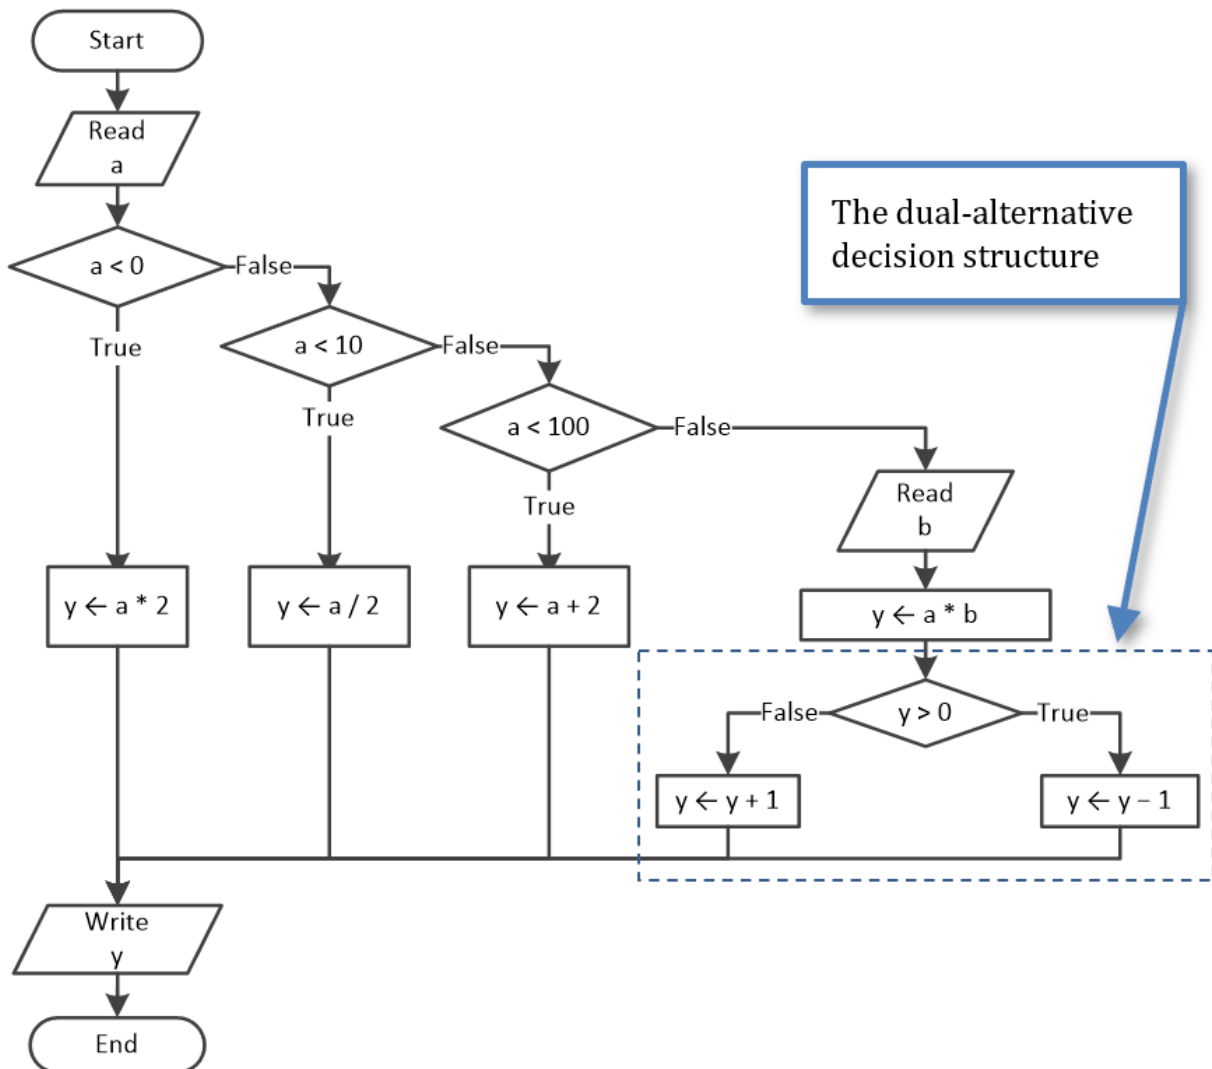 Start
Read
a
The dual-alternative
decision structure
a < 0
False
True
a < 10
False
True
a < 100
False
True
Read
b
y ← a * 2
y ← a / 2
y ← a + 2
y ← a * b
False
y > 0
True
y ← y + 1
y ← y – 1
Write
y
End